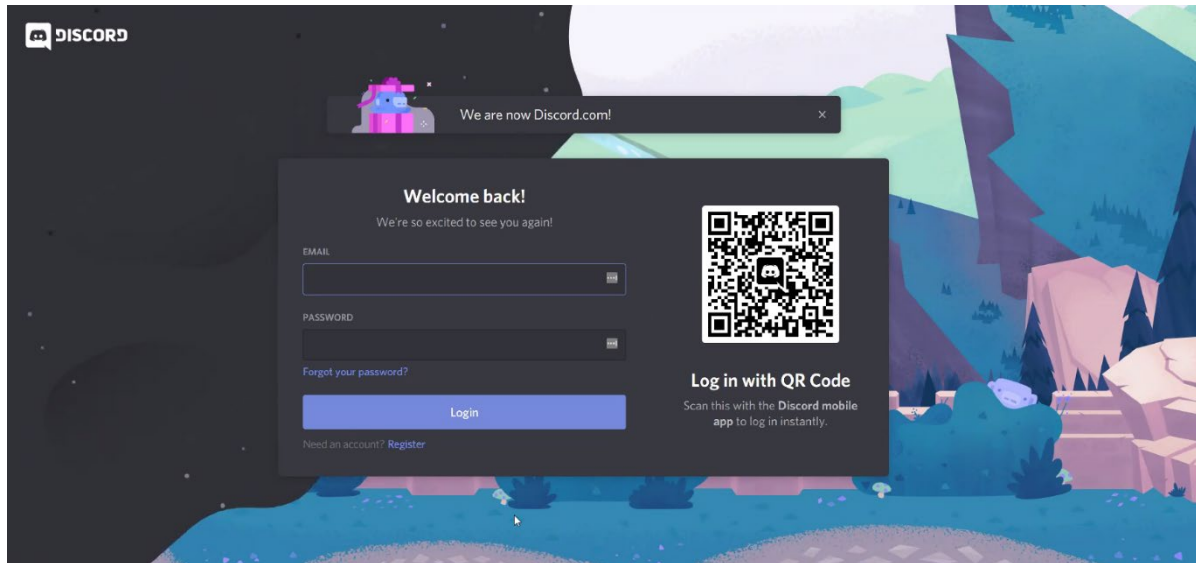 DISCORD
We are now Discord.com!
Welcome back!
We're so excited to see you again!
EMAIL
PASSWORD
Forgot your password?
Login
Need an account? Register
Log in with QR Code
Scan this with the Discord mobile
app to log in instantly.